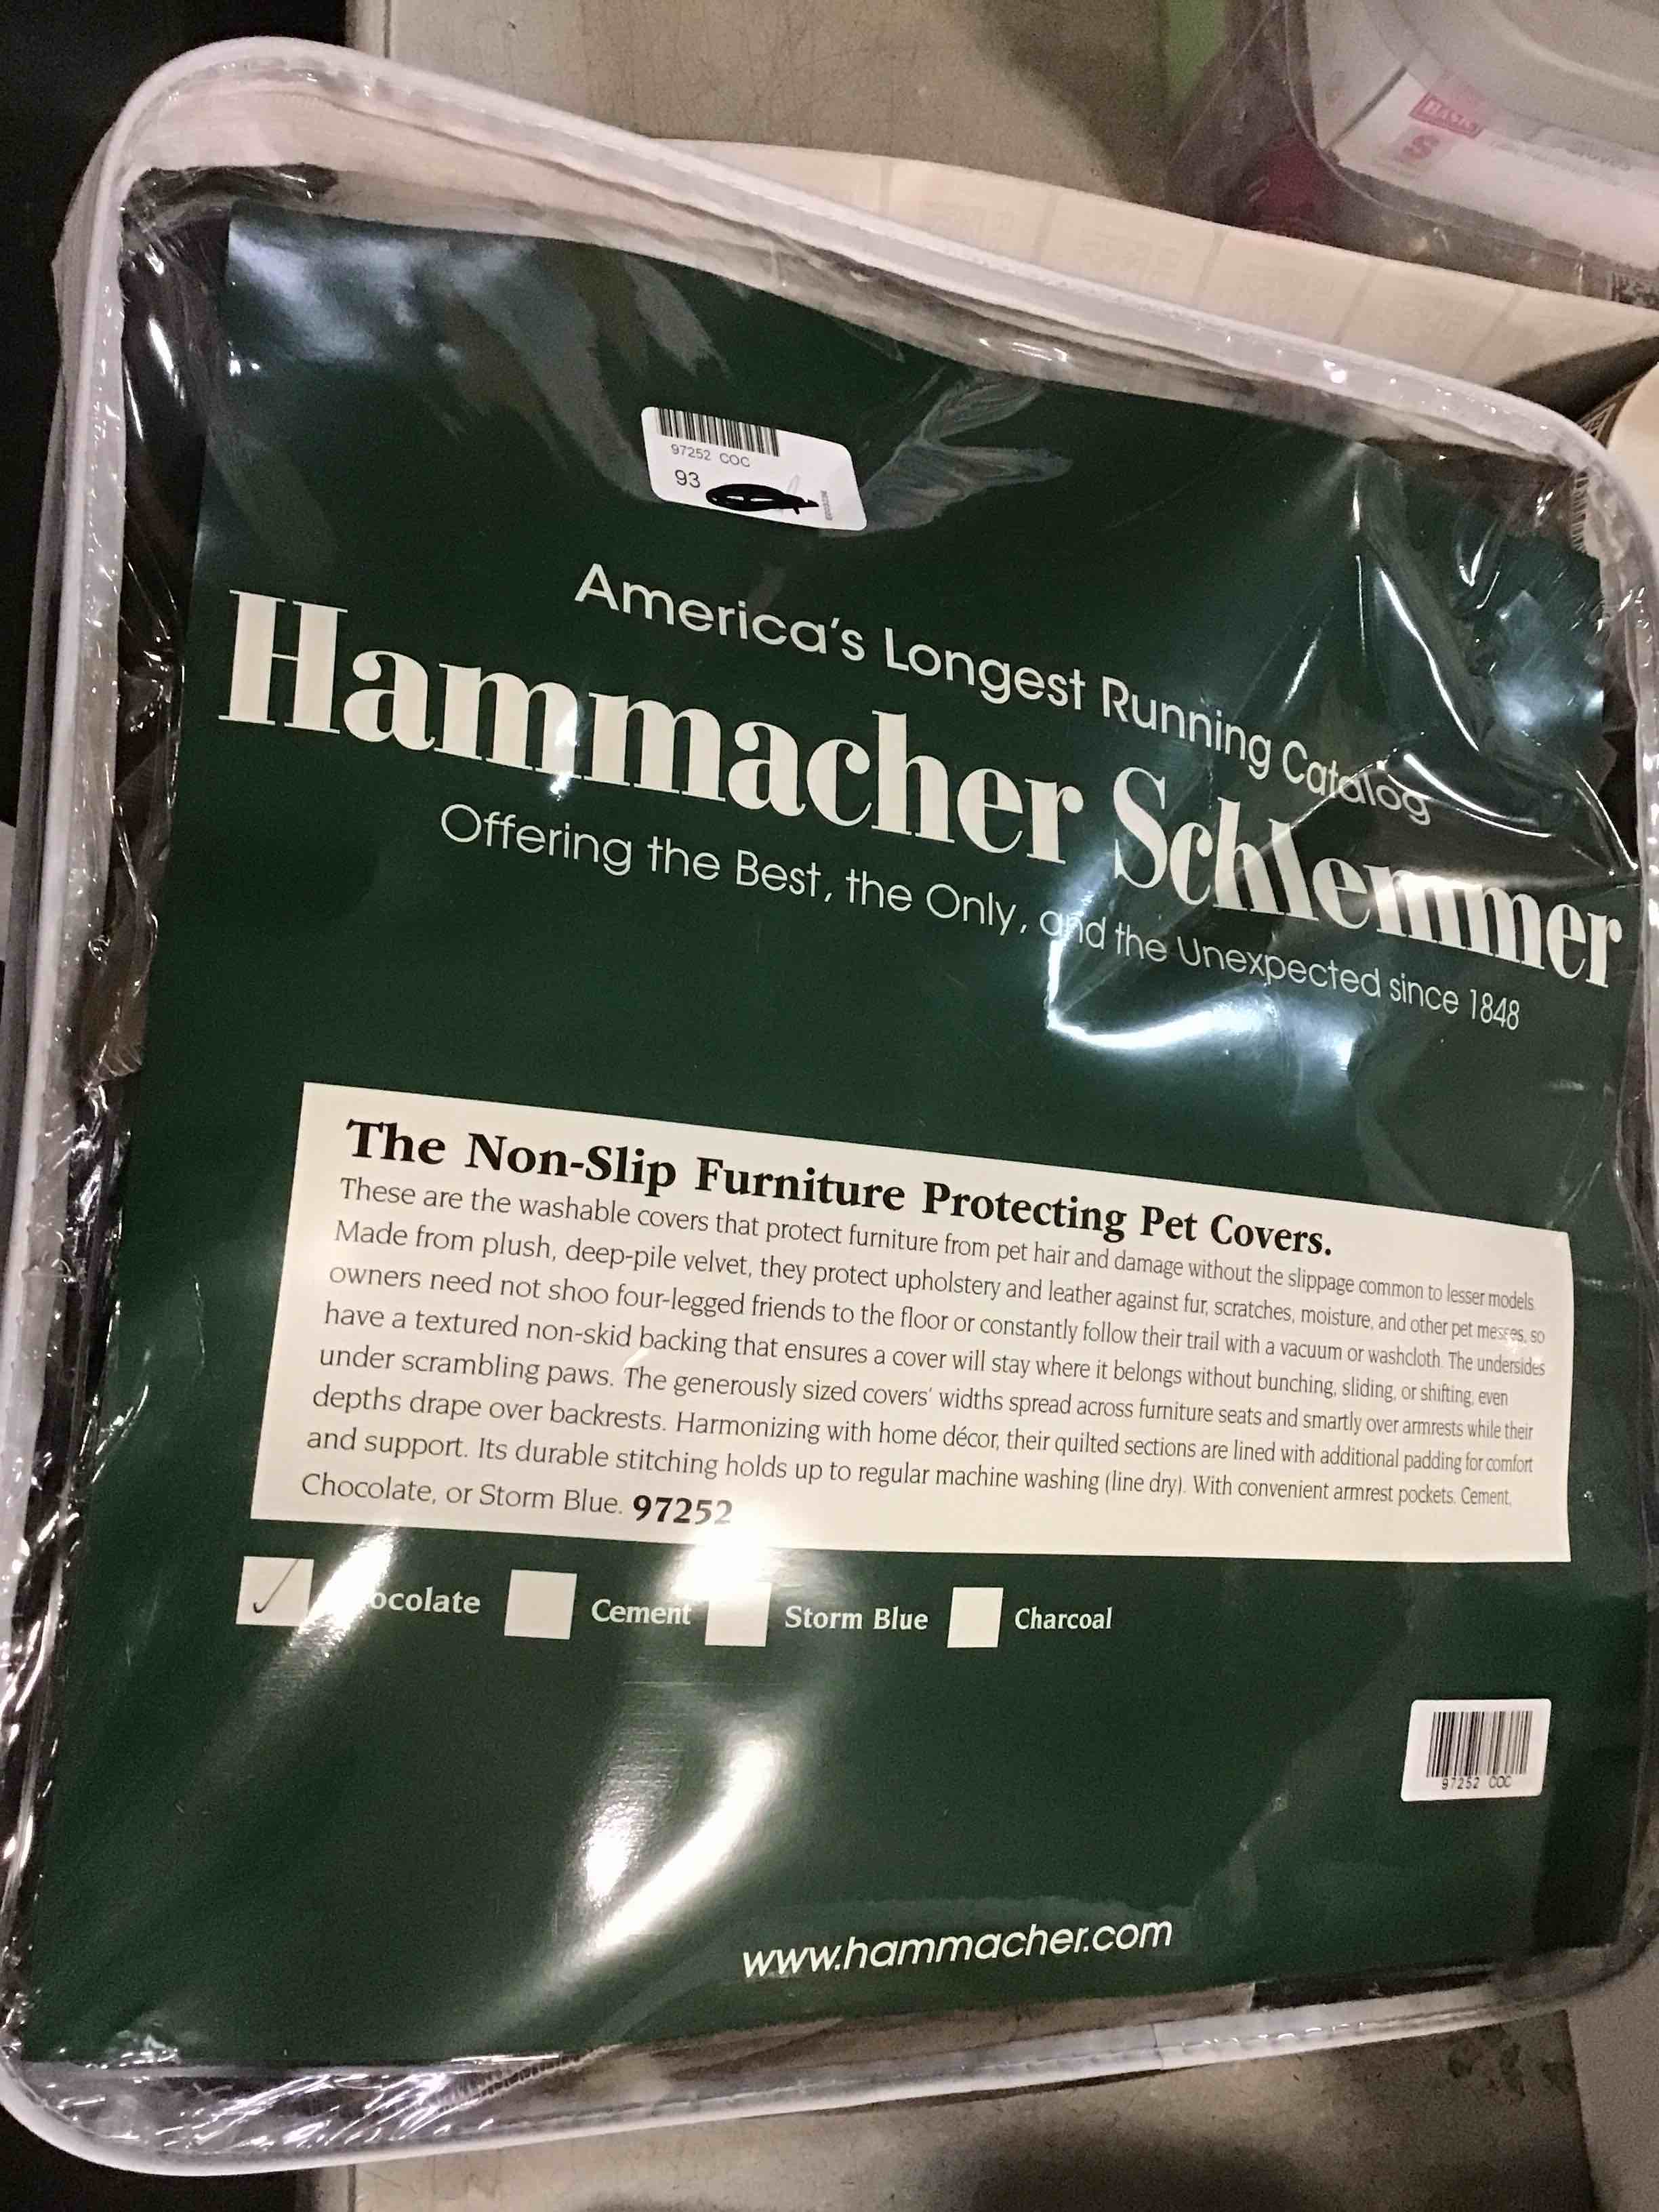 97252 COC
93
America's Longest Running Catalog
Hammacher Schlemmer
Offering the Best, the Only, and the Unexpected since 1848
The Non-Slip Furniture Protecting Pet Covers.
These are the washable covers that protect furniture from pet hair and damage without the slippage common to lesser models.
Made from plush, deep-pile velvet, they protect upholstery and leather against fur, scratches, moisture, and other pet messes, so
owners need not shoo four-legged friends to the floor or constantly follow their trail with a vacuum or washcloth. The undersides
have a textured non-skid backing that ensures a cover will stay where it belongs without bunching, sliding, or shifting, even
under scrambling paws. The generously sized covers' widths spread across furniture seats and smartly over armrests while their
depths drape over backrests. Harmonizing with home décor, their quilted sections are lined with additional padding for comfort
and support. Its durable stitching holds up to regular machine washing (line dry). With convenient armrest pockets. Cement,
Chocolate, or Storm Blue. 97252
ocolate Cement Storm Blue Charcoal
97252 COC
www.hammacher.com